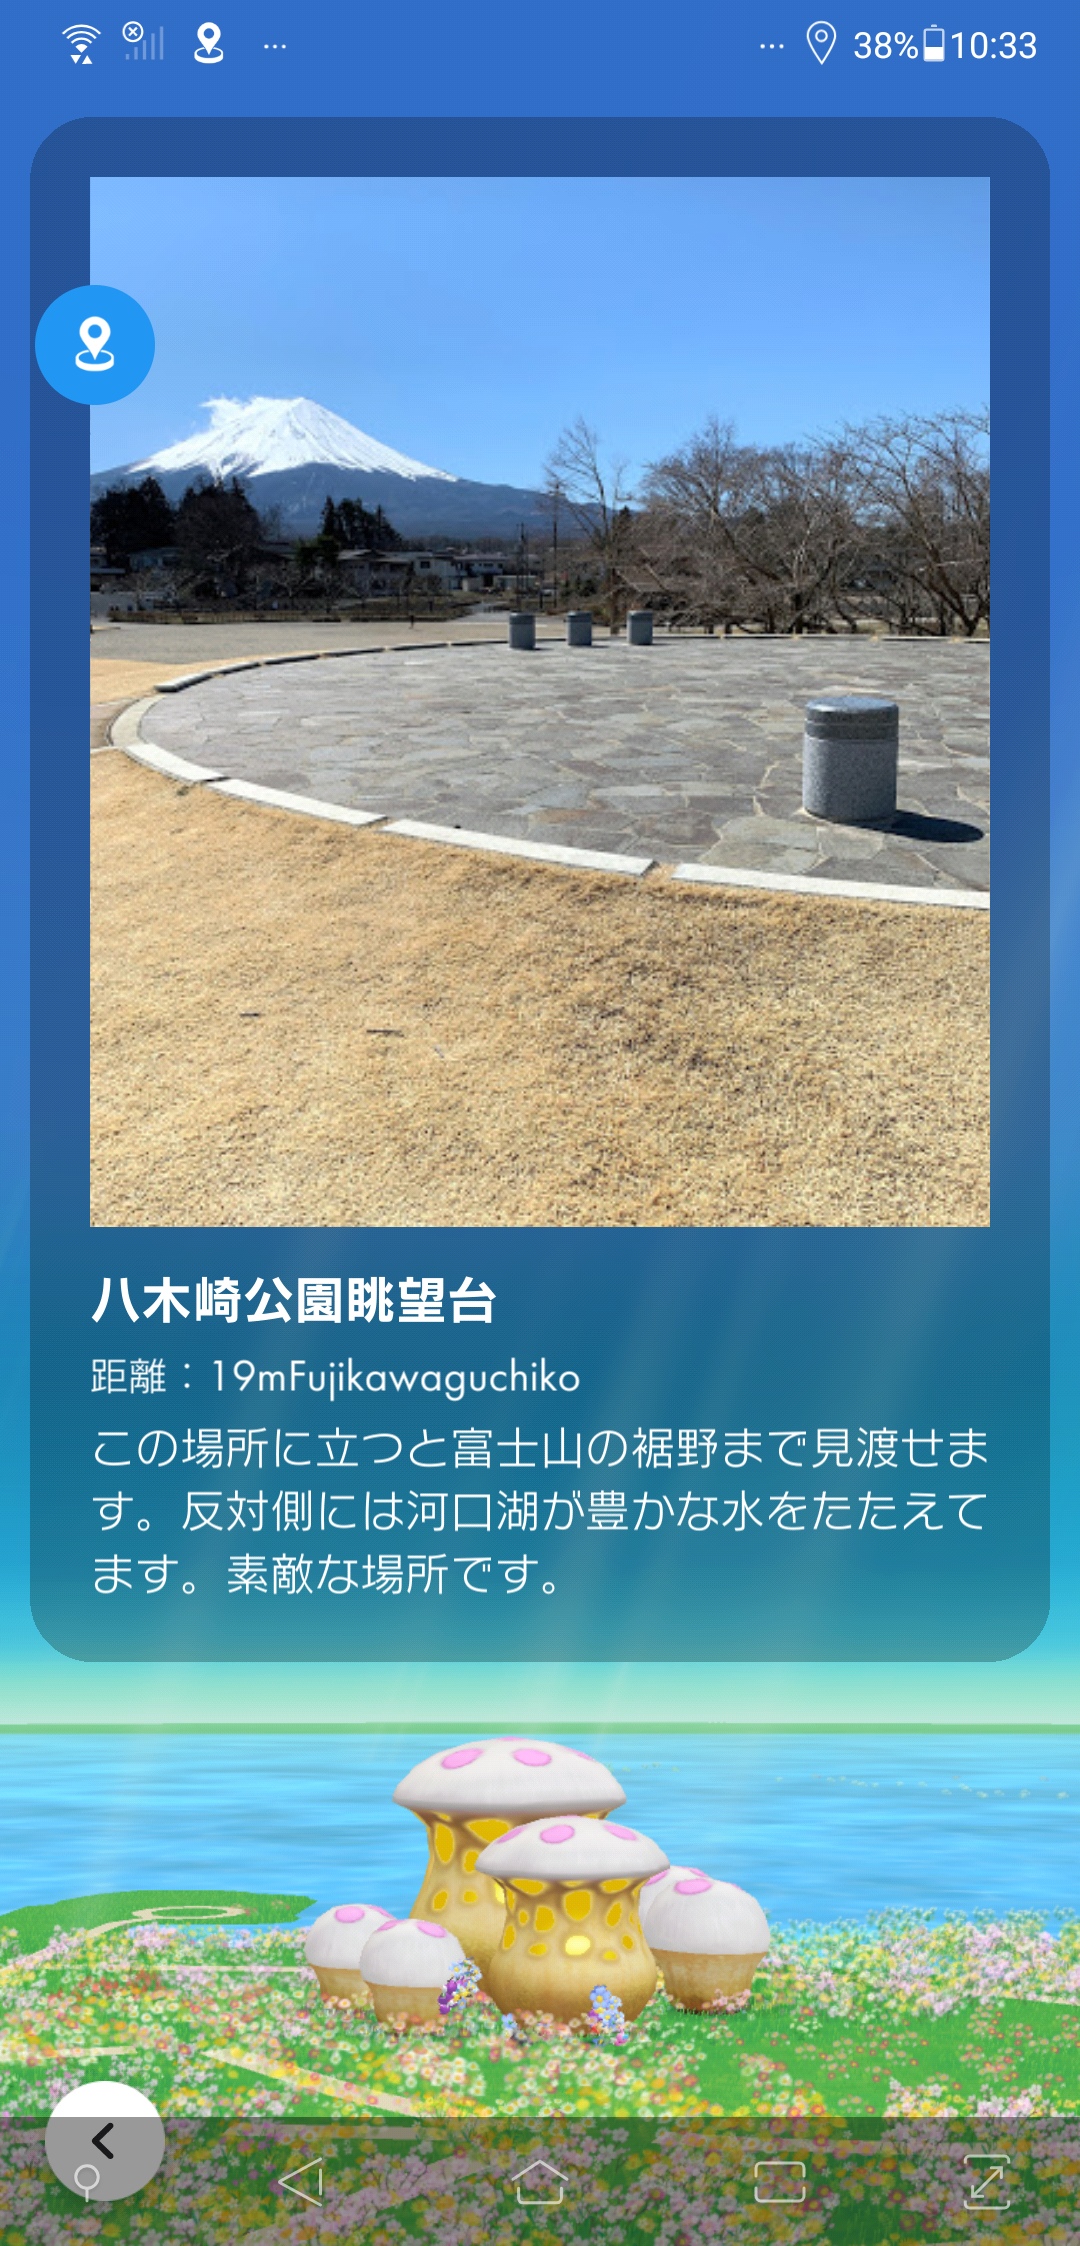 38% 10:33
八木崎公園眺望台
距離：19mFujikawaguchiko
この場所に立つと富士山の裾野まで見渡せま
す。反対側には河口湖が豊かな水をたたえて
ます。素敵な場所です。